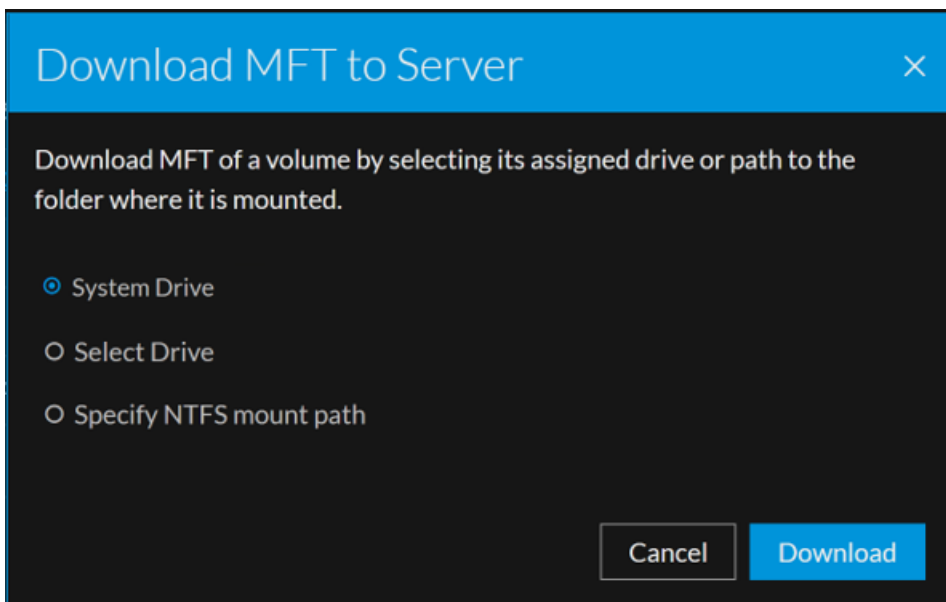 Download MFT to Server
Download MFT of a volume by selecting its assigned drive or path to the
folder where it is mounted.
System Drive
Select Drive
Specify NTFS mount path
Cancel
Download